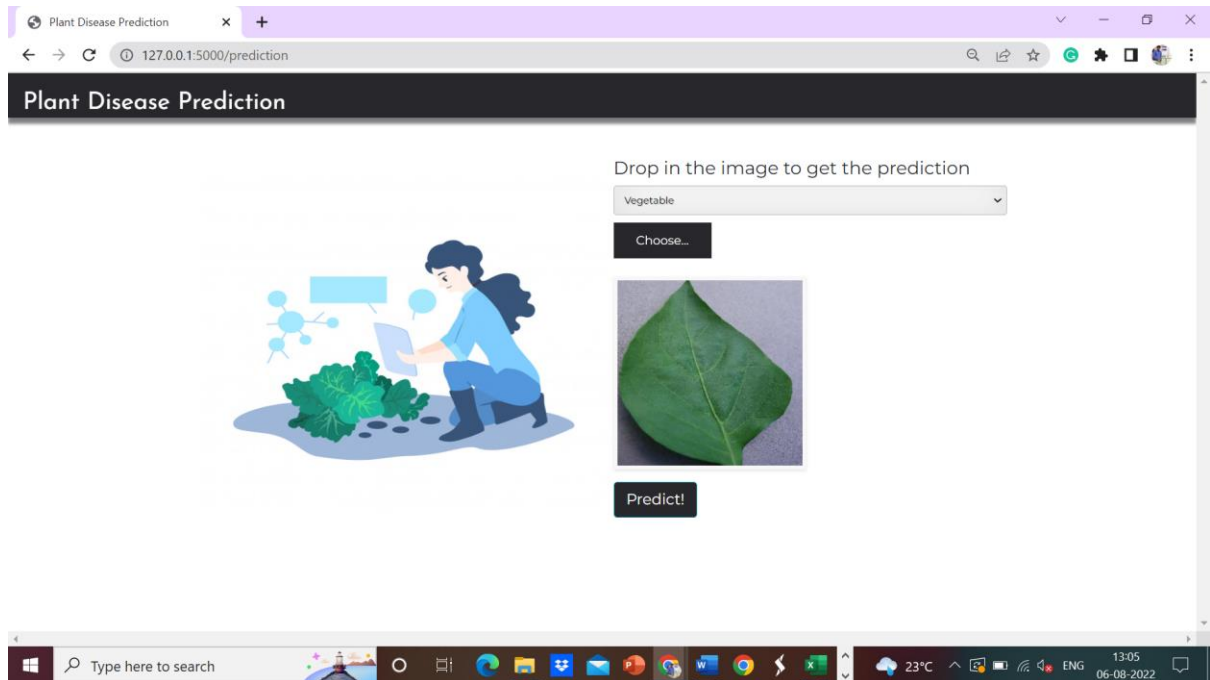 Plant Disease Prediction
127.0.0.1:5000/prediction
Plant Disease Prediction
Drop in the image to get the prediction
Vegetable
Choose...
Predict!
Type here to search
23°C
ENG
13:05
06-08-2022